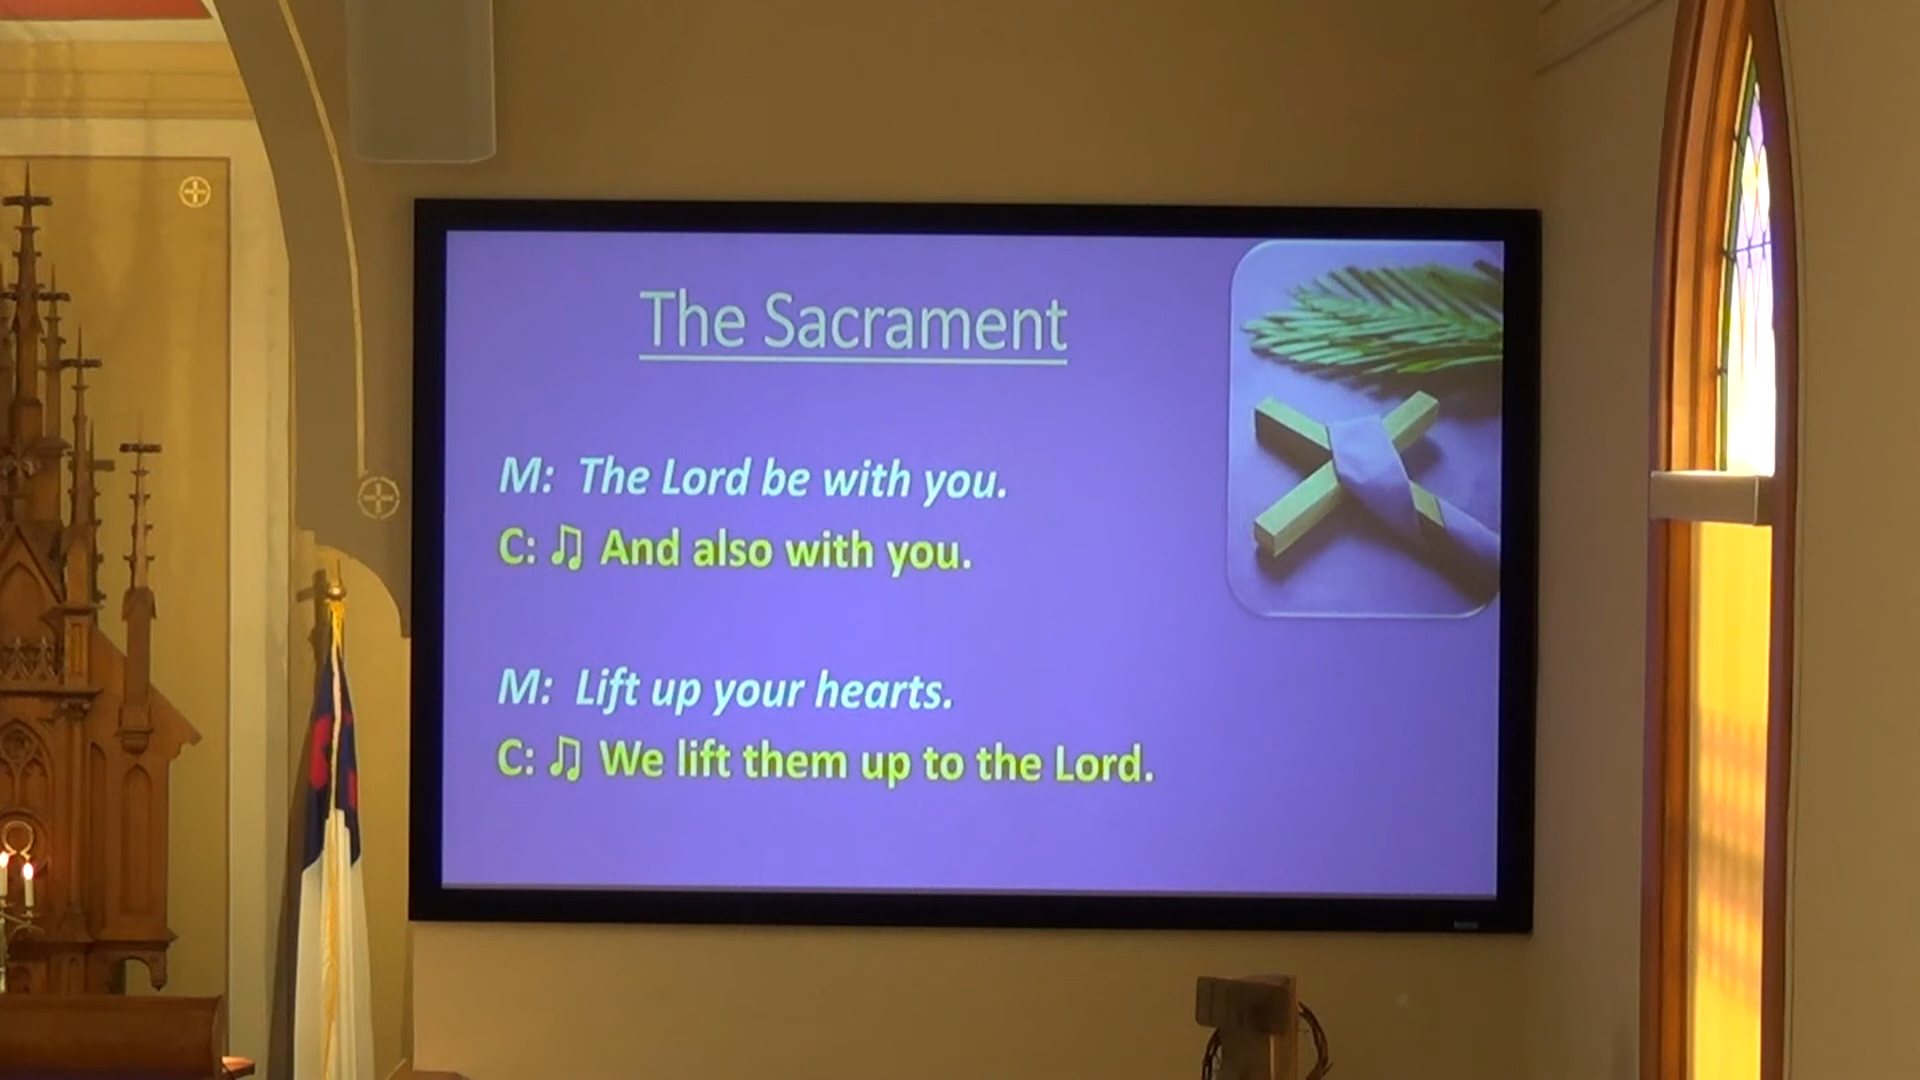 The Sacrament
M: The Lord be with you.
C: ♫ And also with you.
M: Lift up your hearts.
C: ♫ We lift them up to the Lord.